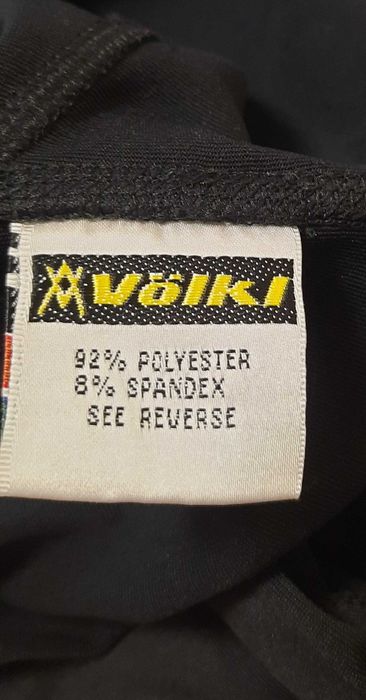 Völkl
92% POLYESTER
8% SPANDEX
SEE REVERSE